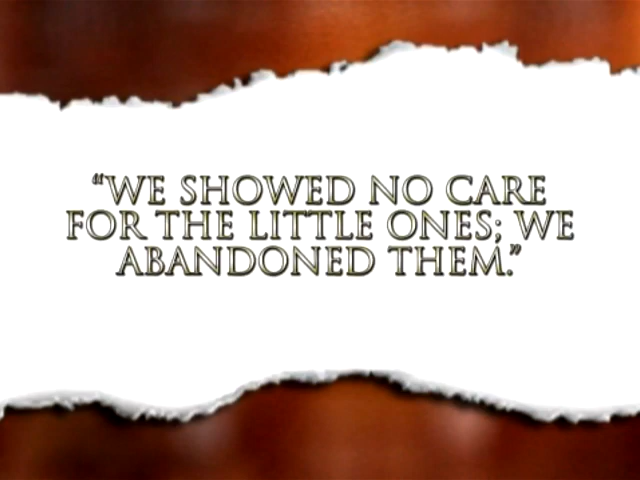 “WE SHOWED NO CARE
FOR THE LITTLE ONES; WE
ABANDONED THEM.”